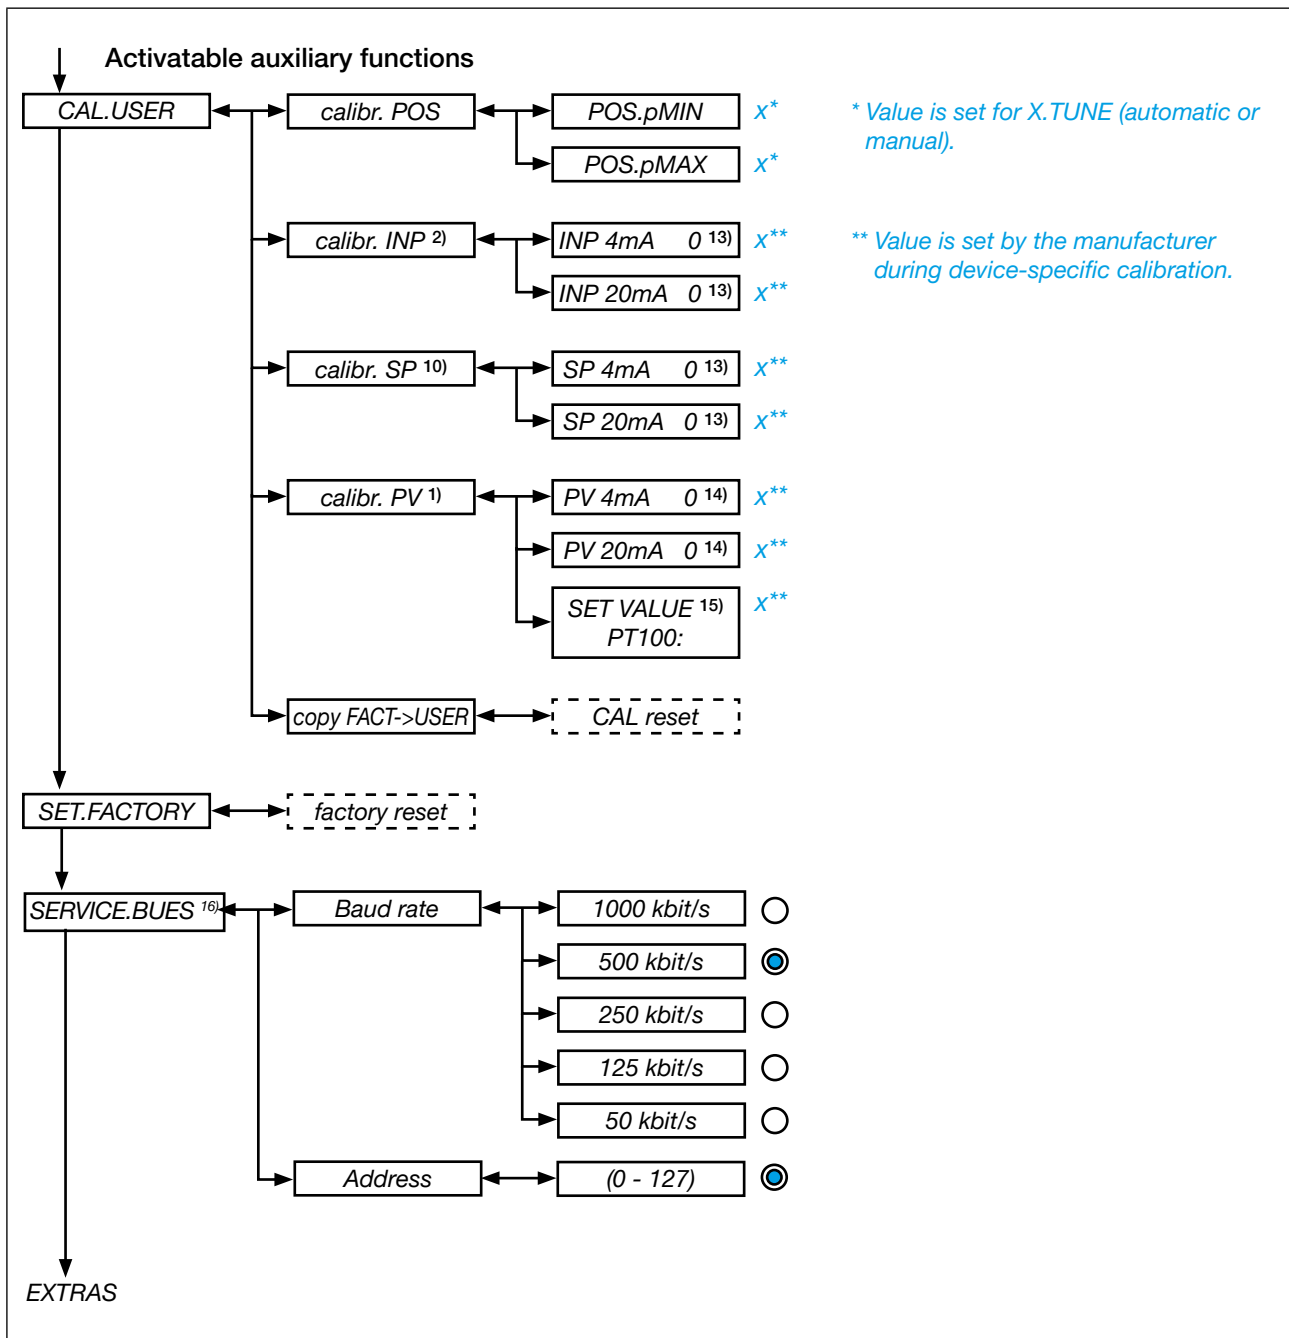 Activatable auxiliary functions
CAL.USER
calibr. POS
POS.pMIN
x*
* Value is set for X.TUNE (automatic or
manual).
POS.pMAX
x*
calibr. INP 2)
INP 4mA 0 13)
x**
** Value is set by the manufacturer
during device-specific calibration.
INP 20mA 0 13)
x**
calibr. SP 10)
SP 4mA 0 13)
x**
SP 20mA 0 13)
x**
calibr. PV 1)
PV 4mA 0 14)
x**
PV 20mA 0 14)
x**
SET VALUE 15)
PT100:
x**
copy FACT->USER
CAL reset
SET.FACTORY
factory reset
SERVICE.BUES 16)
Baud rate
1000 kbit/s
500 kbit/s
250 kbit/s
125 kbit/s
50 kbit/s
Address
(0 - 127)
EXTRAS